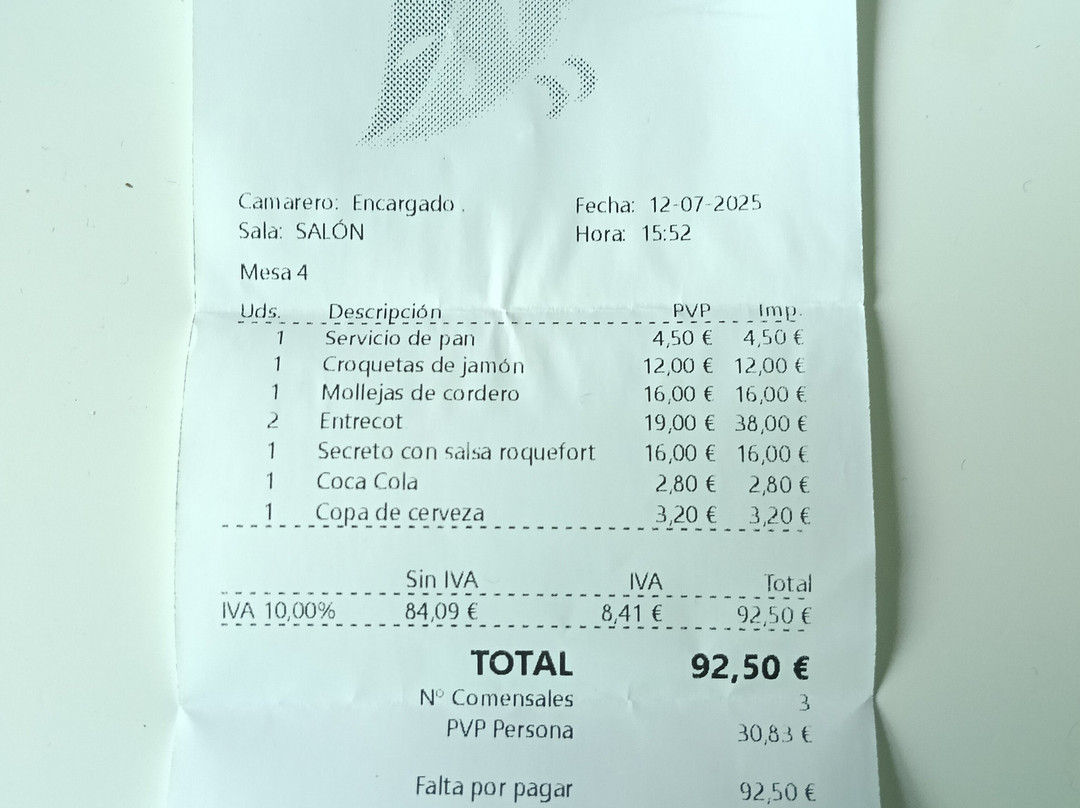 Camarero: Encargado . Fecha: 12-07-2025
Sala: SALÓN Hora: 15:52
Mesa 4
Uds. Descripción PVP Imp.
1 Servicio de pan 4,50 € 4,50 €
1 Croquetas de jamón 12,00 € 12,00 €
1 Mollejas de cordero 16,00 € 16,00 €
2 Entrecot 19,00 € 38,00 €
1 Secreto con salsa roquefort 16,00 € 16,00 €
1 Coca Cola 2,80 € 2,80 €
1 Copa de cerveza 3,20 € 3,20 €
Sin IVA IVA Total
IVA 10,00% 84,09 € 8,41 € 92,50 €
TOTAL 92,50 €
Nº Comensales 3
PVP Persona 30,83 €
Falta por pagar 92,50 €